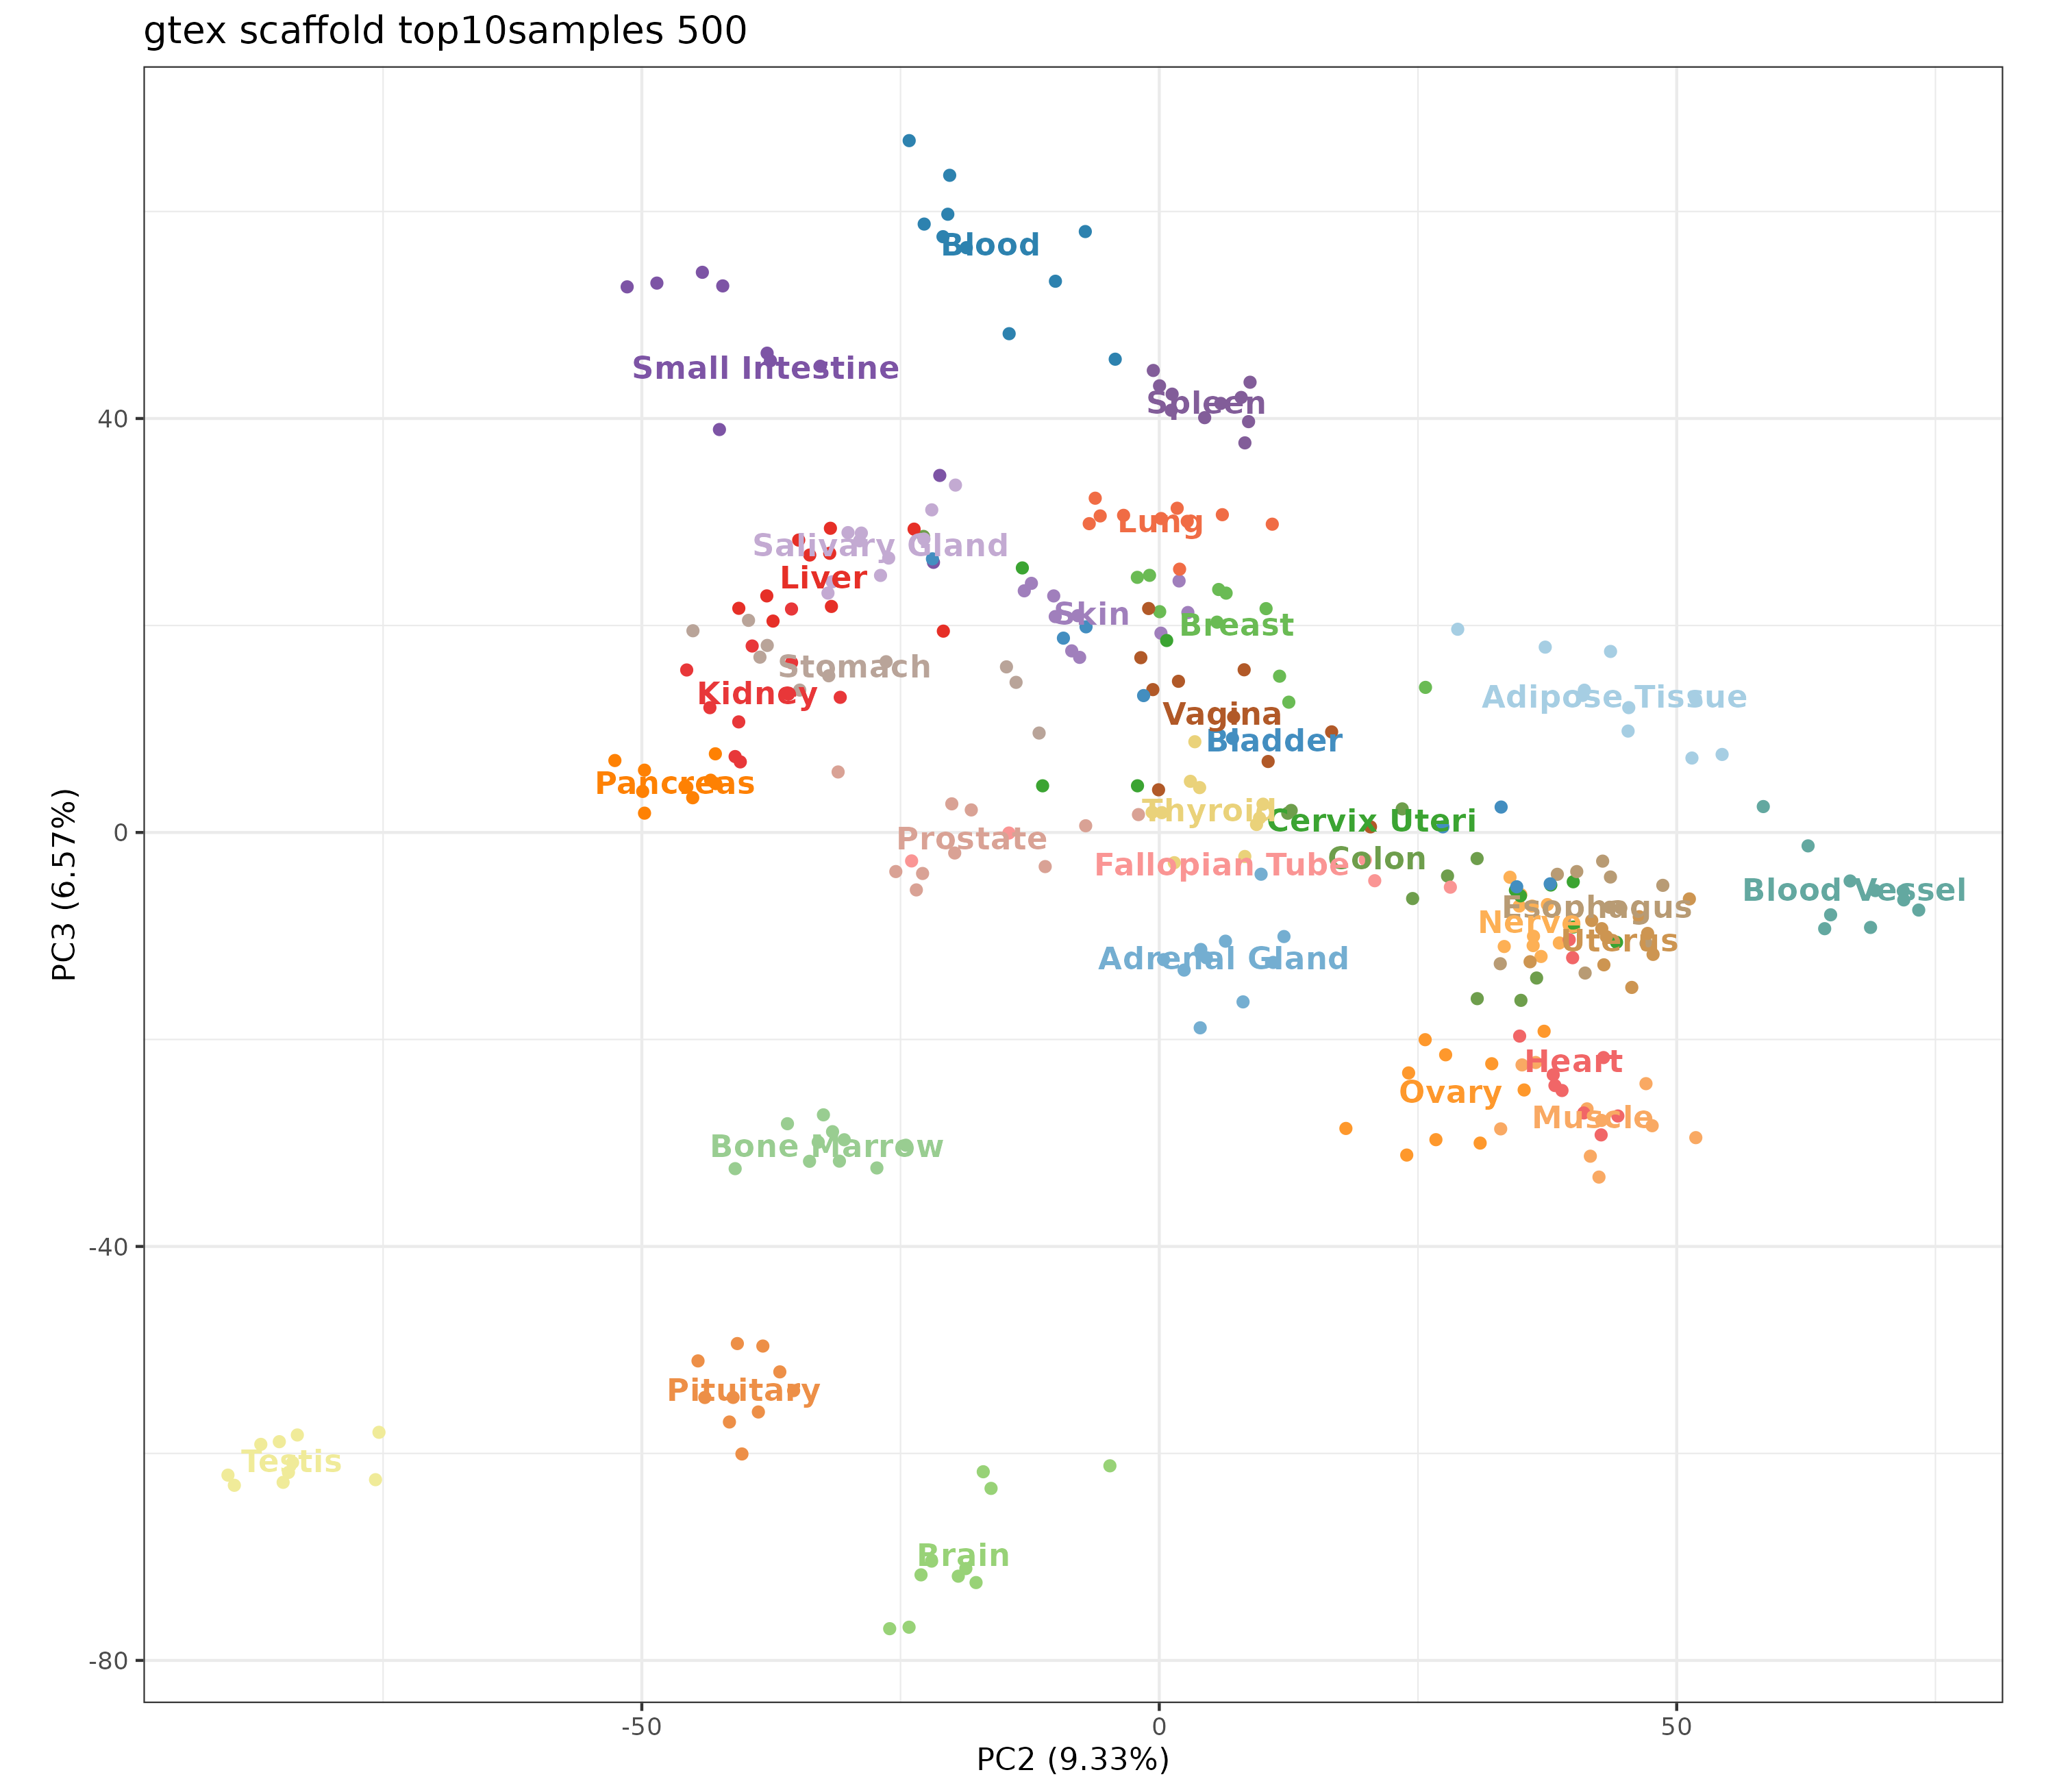 gtex scaffold top10samples 500
Blood
Small Intestine
Spleen
Lung
Salivary Gland
Liver
Skin
Breast
Stomach
Kidney
Adipose Tissue
Vagina
Bladder
Pancreas
Thyroid
Cervix Uteri
Prostate
Colon
Fallopian Tube
Blood Vessel
Esophagus
Nerve
Uterus
Adrenal Gland
Heart
Ovary
Muscle
Bone Marrow
Pituitary
Testis
Brain
40
0
-40
-80
PC3 (6.57%)
-50
0
50
PC2 (9.33%)